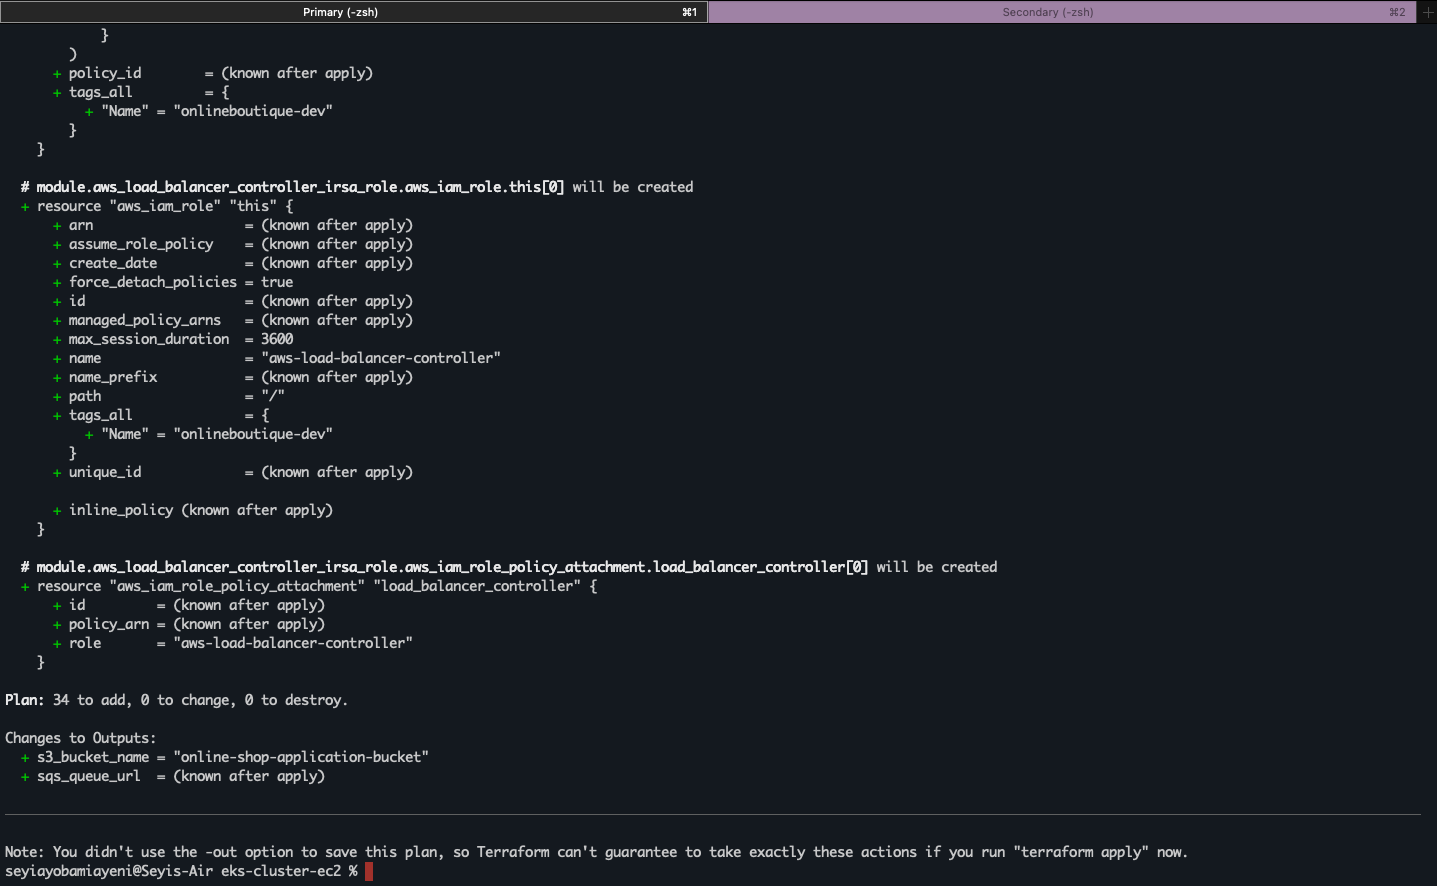 Primary (-zsh) ⌘1 Secondary (-zsh) ⌘2 +
            }
        )
      + policy_id        = (known after apply)
      + tags_all         = {
          + "Name" = "onlineboutique-dev"
        }
    }

  # module.aws_load_balancer_controller_irsa_role.aws_iam_role.this[0] will be created
  + resource "aws_iam_role" "this" {
      + arn                   = (known after apply)
      + assume_role_policy    = (known after apply)
      + create_date           = (known after apply)
      + force_detach_policies = true
      + id                    = (known after apply)
      + managed_policy_arns   = (known after apply)
      + max_session_duration  = 3600
      + name                  = "aws-load-balancer-controller"
      + name_prefix           = (known after apply)
      + path                  = "/"
      + tags_all              = {
          + "Name" = "onlineboutique-dev"
        }
      + unique_id             = (known after apply)

      + inline_policy (known after apply)
    }

  # module.aws_load_balancer_controller_irsa_role.aws_iam_role_policy_attachment.load_balancer_controller[0] will be created
  + resource "aws_iam_role_policy_attachment" "load_balancer_controller" {
      + id         = (known after apply)
      + policy_arn = (known after apply)
      + role       = "aws-load-balancer-controller"
    }

Plan: 34 to add, 0 to change, 0 to destroy.

Changes to Outputs:
  + s3_bucket_name = "online-shop-application-bucket"
  + sqs_queue_url  = (known after apply)

Note: You didn't use the -out option to save this plan, so Terraform can't guarantee to take exactly these actions if you run "terraform apply" now.
seyiayobamiayeni@Seyis-Air eks-cluster-ec2 %